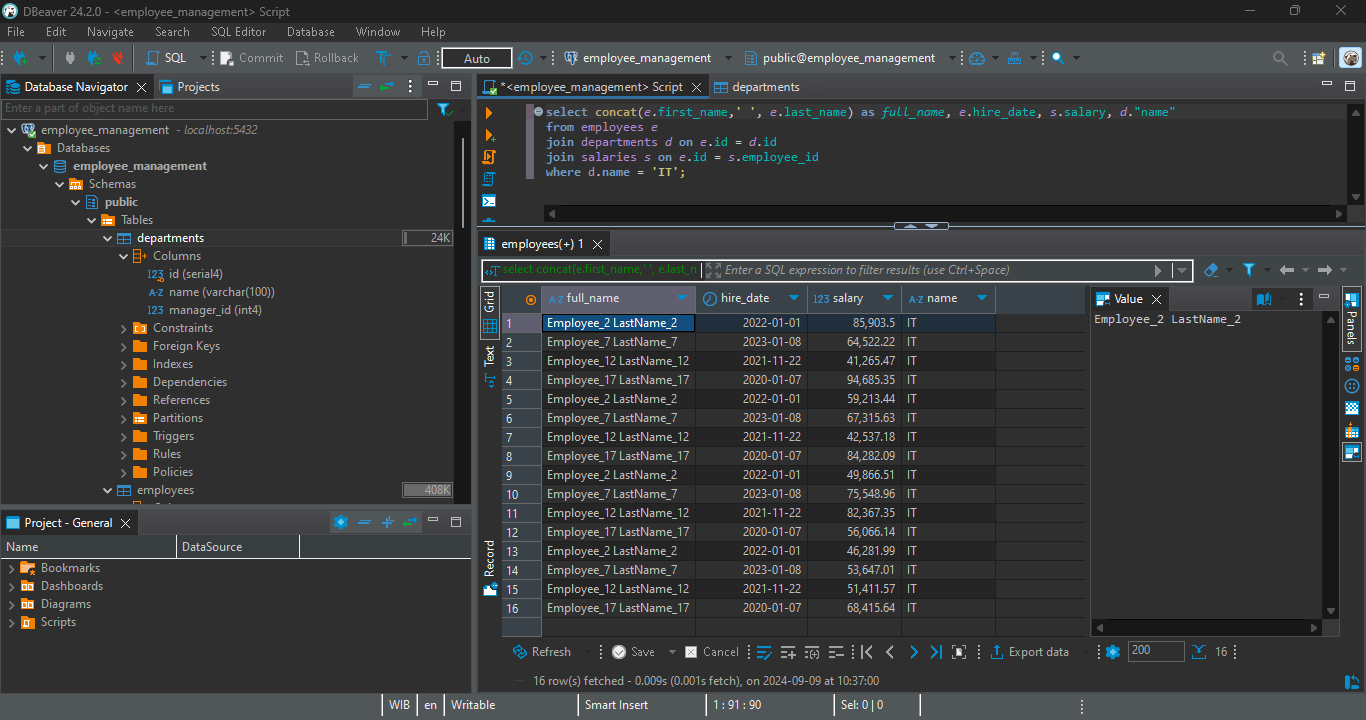 DBeaver 24.2.0 - <employee_management> Script
File Edit Navigate Search SQL Editor Database Window Help
SQL Commit Rollback Auto employee_management public@employee_management
Database Navigator Projects
Enter a part of object name here
employee_management - localhost:5432
Databases
employee_management
Schemas
public
Tables
departments 24K
Columns
123 id (serial4)
A-Z name (varchar(100))
123 manager_id (int4)
Constraints
Foreign Keys
Indexes
Dependencies
References
Partitions
Triggers
Rules
Policies
employees 408K
Project - General
Name DataSource
Bookmarks
Dashboards
Diagrams
Scripts
*<employee_management> Script departments
select concat(e.first_name,' ', e.last_name) as full_name, e.hire_date, s.salary, d."name"
from employees e
join departments d on e.id = d.id
join salaries s on e.id = s.employee_id
where d.name = 'IT';
employees(+) 1
select concat(e.first_name,' ', e.last_n Enter a SQL expression to filter results (use Ctrl+Space)
Grid
Text
Record
A-Z full_name hire_date 123 salary A-Z name
1 Employee_2 LastName_2 2022-01-01 85,903.5 IT
2 Employee_7 LastName_7 2023-01-08 64,522.22 IT
3 Employee_12 LastName_12 2021-11-22 41,265.47 IT
4 Employee_17 LastName_17 2020-01-07 94,685.35 IT
5 Employee_2 LastName_2 2022-01-01 59,213.44 IT
6 Employee_7 LastName_7 2023-01-08 67,315.63 IT
7 Employee_12 LastName_12 2021-11-22 42,537.18 IT
8 Employee_17 LastName_17 2020-01-07 84,282.09 IT
9 Employee_2 LastName_2 2022-01-01 49,866.51 IT
10 Employee_7 LastName_7 2023-01-08 75,548.96 IT
11 Employee_12 LastName_12 2021-11-22 82,367.35 IT
12 Employee_17 LastName_17 2020-01-07 56,066.14 IT
13 Employee_2 LastName_2 2022-01-01 46,281.99 IT
14 Employee_7 LastName_7 2023-01-08 53,647.01 IT
15 Employee_12 LastName_12 2021-11-22 51,411.57 IT
16 Employee_17 LastName_17 2020-01-07 68,415.64 IT
Value
Employee_2 LastName_2
Panels
Refresh Save Cancel Export data 200 16
16 row(s) fetched - 0.009s (0.001s fetch), on 2024-09-09 at 10:37:00
WIB en Writable Smart Insert 1 : 91 : 90 Sel: 0 | 0